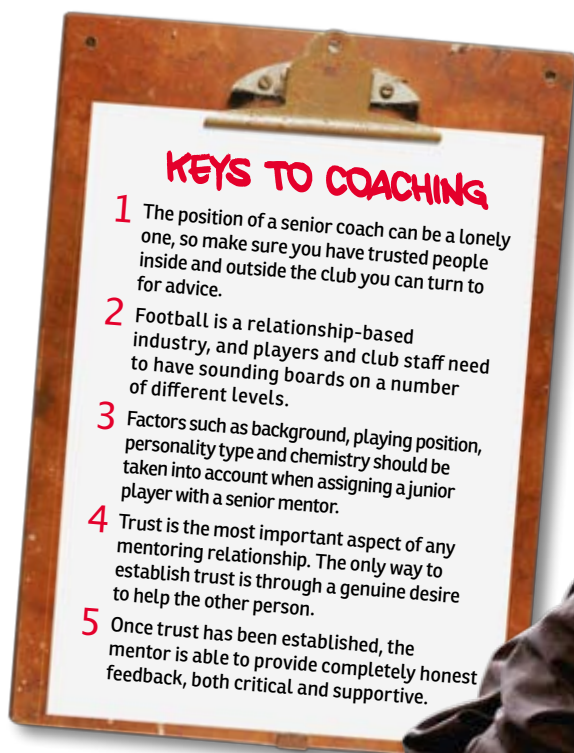 KEYS TO COACHING
1 The position of a senior coach can be a lonely
one, so make sure you have trusted people
inside and outside the club you can turn to
for advice.
2 Football is a relationship-based
industry, and players and club staff need
to have sounding boards on a number
of different levels.
3 Factors such as background, playing position,
personality type and chemistry should be
taken into account when assigning a junior
player with a senior mentor.
4 Trust is the most important aspect of any
mentoring relationship. The only way to
establish trust is through a genuine desire
to help the other person.
5 Once trust has been established, the
mentor is able to provide completely honest
feedback, both critical and supportive.